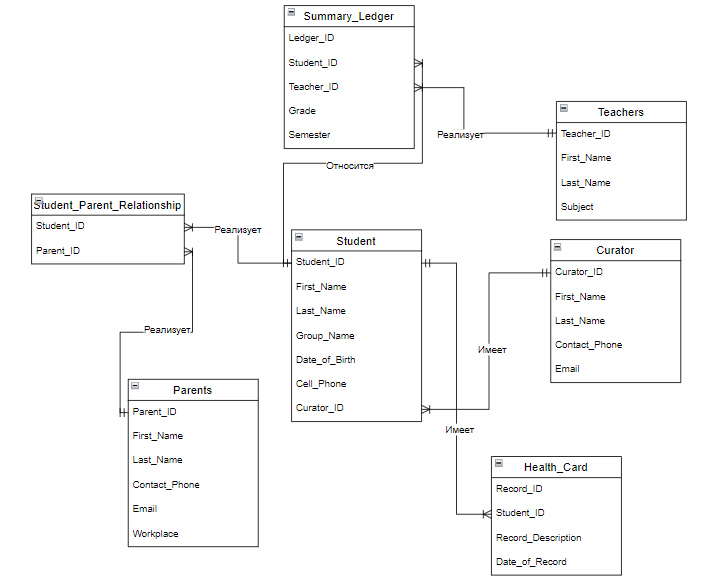 Summary_Ledger
Ledger_ID
Student_ID
Teacher_ID
Grade
Semester
Реализует
Teachers
Teacher_ID
First_Name
Last_Name
Subject
Относится
Student_Parent_Relationship
Student_ID
Parent_ID
Реализует
Student
Student_ID
First_Name
Last_Name
Group_Name
Date_of_Birth
Cell_Phone
Curator_ID
Curator
Curator_ID
First_Name
Last_Name
Contact_Phone
Email
Имеет
Реализует
Parents
Parent_ID
First_Name
Last_Name
Contact_Phone
Email
Workplace
Имеет
Health_Card
Record_ID
Student_ID
Record_Description
Date_of_Record